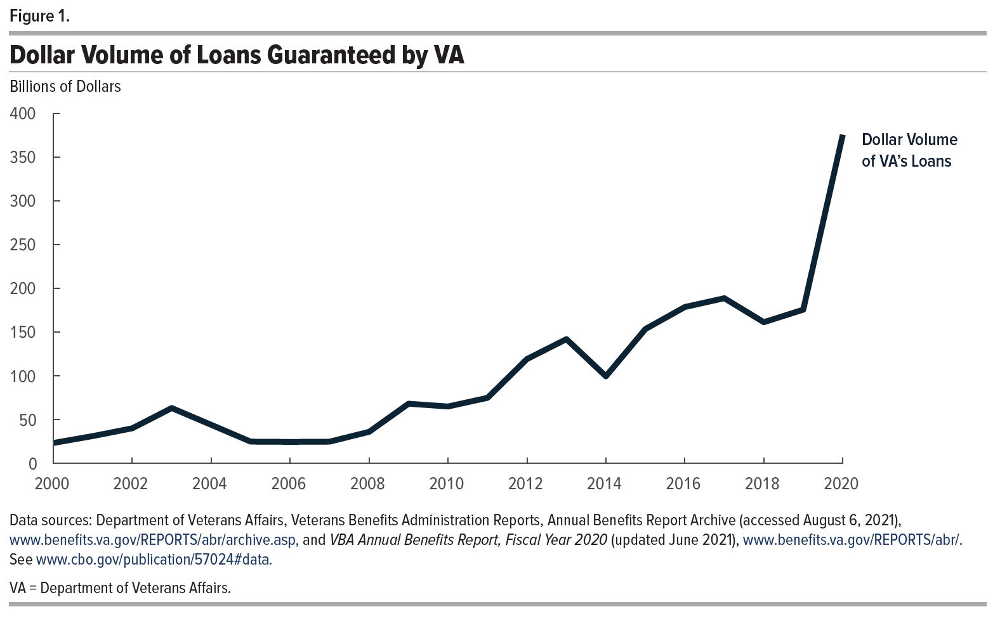 Figure 1.
Dollar Volume of Loans Guaranteed by VA
Billions of Dollars
400
350
300
250
200
150
100
50
0
Dollar Volume
of VA’s Loans
2000 2002 2004 2006 2008 2010 2012 2014 2016 2018 2020
Data sources: Department of Veterans Affairs, Veterans Benefits Administration Reports, Annual Benefits Report Archive (accessed August 6, 2021),
www.benefits.va.gov/REPORTS/abr/archive.asp, and VBA Annual Benefits Report, Fiscal Year 2020 (updated June 2021), www.benefits.va.gov/REPORTS/abr/.
See www.cbo.gov/publication/57024#data.
VA = Department of Veterans Affairs.